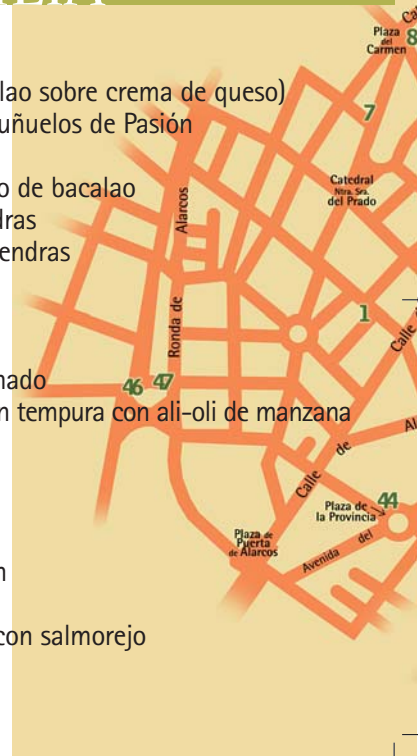 Plaza
del
Carmen
8
lao sobre crema de queso)
uñuelos de Pasión
7
o de bacalao
Catedral
Ntra. Sra.
del Prado
dras
endras
Ronda de Alarcos
1
Calle
nado
46 47
n tempura con ali-oli de manzana
Al
Calle de
44
Plaza de
la Provincia
Plaza de
Puerta
de Alarcos
Avenida del
n
con salmorejo